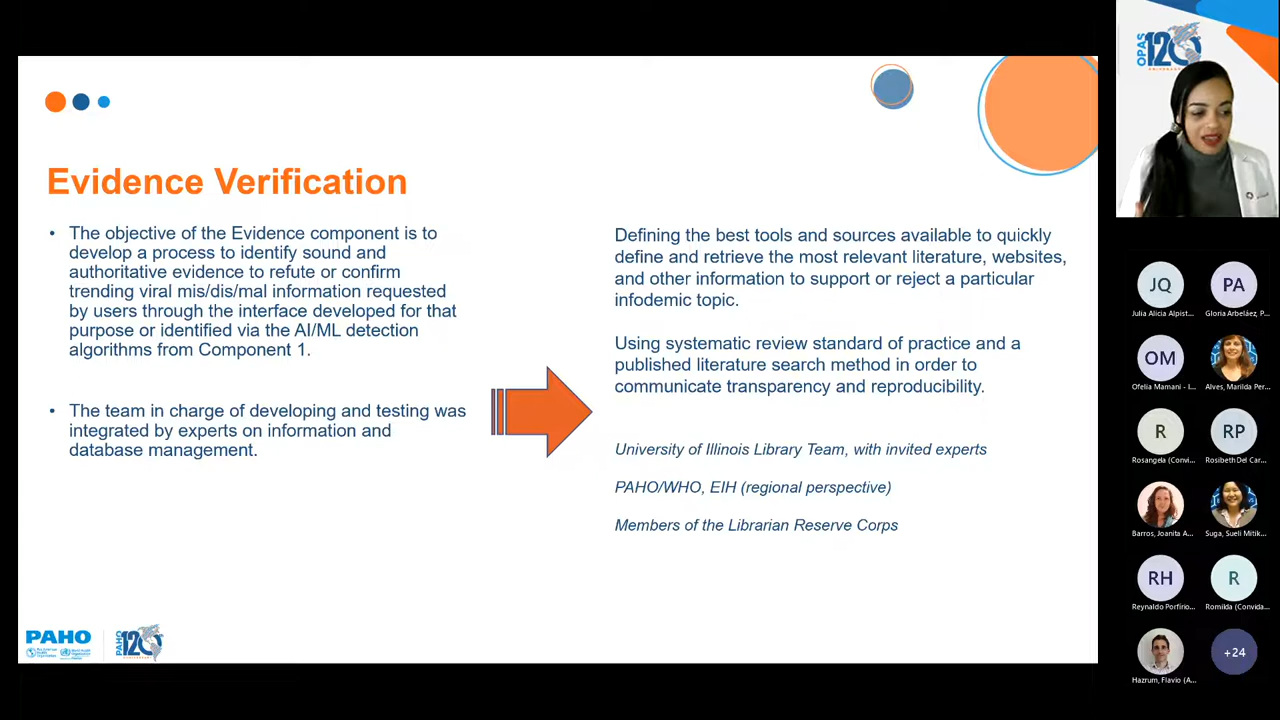 Evidence Verification
• The objective of the Evidence component is to
develop a process to identify sound and
authoritative evidence to refute or confirm
trending viral mis/dis/mal information requested
by users through the interface developed for that
purpose or identified via the AI/ML detection
algorithms from Component 1.
• The team in charge of developing and testing was
integrated by experts on information and
database management.
Defining the best tools and sources available to quickly
define and retrieve the most relevant literature, websites,
and other information to support or reject a particular
infodemic topic.
Using systematic review standard of practice and a
published literature search method in order to
communicate transparency and reproducibility.
University of Illinois Library Team, with invited experts
PAHO/WHO, EIH (regional perspective)
Members of the Librarian Reserve Corps
PAHO
PAHO 120
OPAS 120
JQ
Julia Alicia Alpist...
PA
Gloria Arbeláez, P...
OM
Ofelia Mamani - I...
Alves, Marilda Per...
R
Rosangela (Convi...
RP
Rosibeth Del Car...
Barros, Joanita A...
Suga, Sueli Mitik...
RH
Reynaldo Porfirio...
R
Romilda (Convida...
Hazrum, Flavio (A...
+24